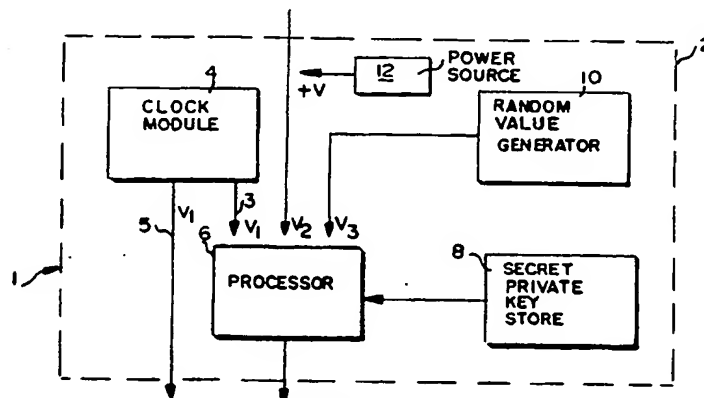 12
POWER
SOURCE
2
+V
4
CLOCK
MODULE
10
RANDOM
VALUE
GENERATOR
V1
5
3
V1
V2
V3
6
PROCESSOR
8
SECRET
PRIVATE
KEY
STORE
1